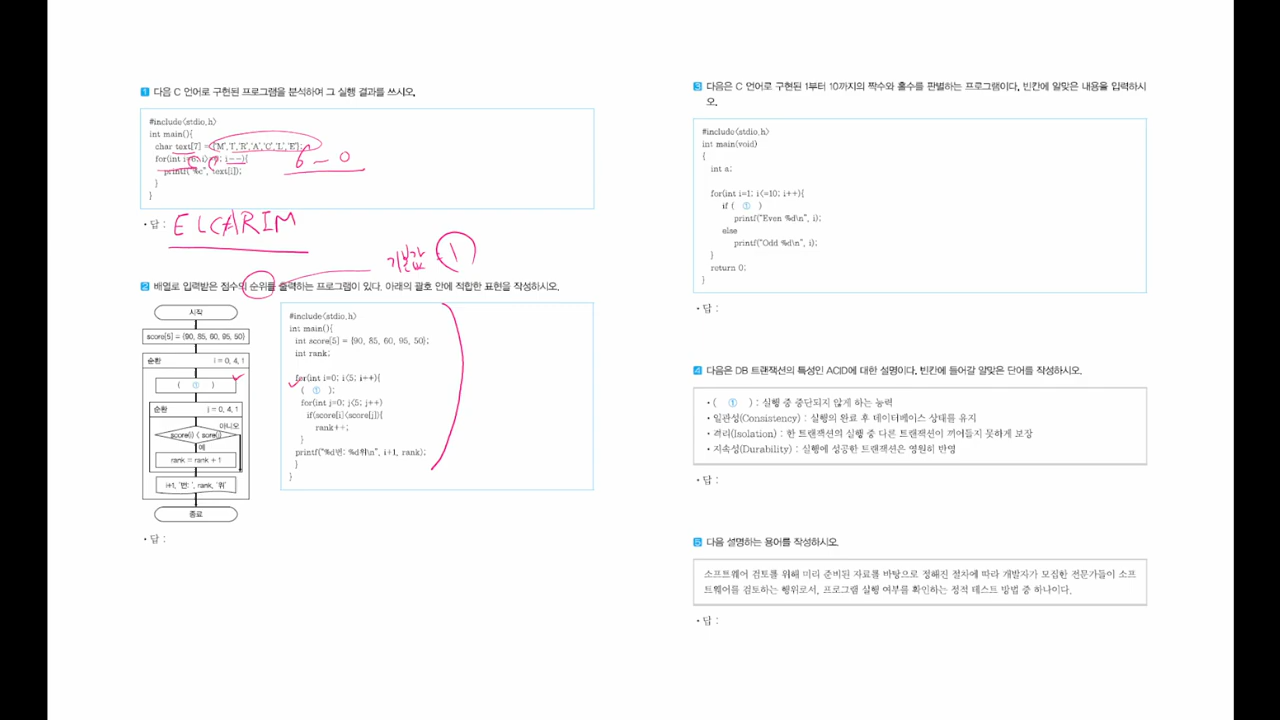 1 다음 C 언어로 구현된 프로그램을 분석하여 그 실행 결과를 쓰시오.
#include<stdio.h>
int main(){
char text[7] = {'M','I','R','A','C','L','E'};
for(int i=6; i--){
printf("%c", text[i]);
}
}
6 - 0
• 답 : ELCARIM
기본값 = 1
2 배열로 입력받은 점수의 순위를 출력하는 프로그램이 있다. 아래의 괄호 안에 적합한 표현을 작성하시오.
시작
score[5] = {90, 85, 60, 95, 50}
순환 i = 0, 4, 1
( ① )
순환 j = 0, 4, 1
아니오
예
rank = rank + 1
i+1, '번: ', rank, '위'
종료
#include<stdio.h>
int main(){
int score[5] = {90, 85, 60, 95, 50};
int rank;
for(int i=0; i<5; i++){
( ① );
for(int j=0; j<5; j++)
if(score[i]<score[j]){
rank++;
}
printf("%d번: %d위\n", i+1, rank);
}
}
• 답 :
3 다음은 C 언어로 구현된 1부터 10까지의 짝수와 홀수를 판별하는 프로그램이다. 빈칸에 알맞은 내용을 입력하시
오.
#include<stdio.h>
int main(void)
{
int a;
for(int i=1; i<=10; i++){
if ( ① )
printf("Even %d\n", i);
else
printf("Odd %d\n", i);
}
return 0;
}
• 답 :
4 다음은 DB 트랜잭션의 특성인 ACID에 대한 설명이다. 빈칸에 들어갈 알맞은 단어를 작성하시오.
• ( ① ) : 실행 중 중단되지 않게 하는 능력
• 일관성(Consistency) : 실행의 완료 후 데이터베이스 상태를 유지
• 격리(Isolation) : 한 트랜잭션의 실행 중 다른 트랜잭션이 끼어들지 못하게 보장
• 지속성(Durability) : 실행에 성공한 트랜잭션은 영원히 반영
• 답 :
5 다음 설명하는 용어를 작성하시오.
소프트웨어 검토를 위해 미리 준비된 자료를 바탕으로 정해진 절차에 따라 개발자가 모집한 전문가들이 소프
트웨어를 검토하는 행위로서, 프로그램 실행 여부를 확인하는 정적 테스트 방법 중 하나이다.
• 답 :